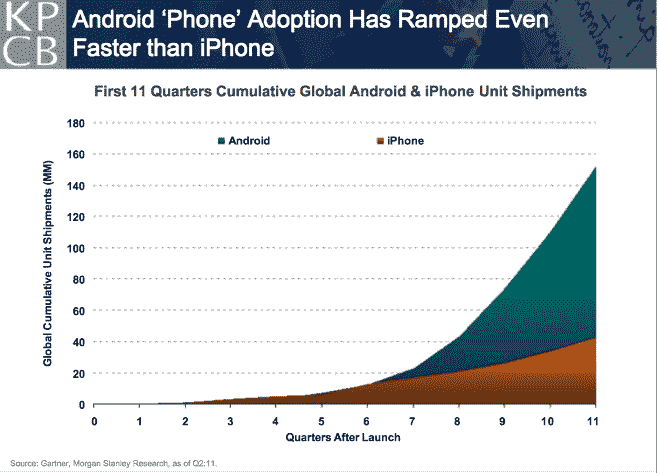 KP
CB
Android ‘Phone’ Adoption Has Ramped Even
Faster than iPhone
First 11 Quarters Cumulative Global Android & iPhone Unit Shipments
Global Cumulative Unit Shipments (MM)
180
160
140
120
100
80
60
40
20
0
Android
iPhone
0 1 2 3 4 5 6 7 8 9 10 11
Quarters After Launch
Source: Gartner, Morgan Stanley Research, as of Q2:11.